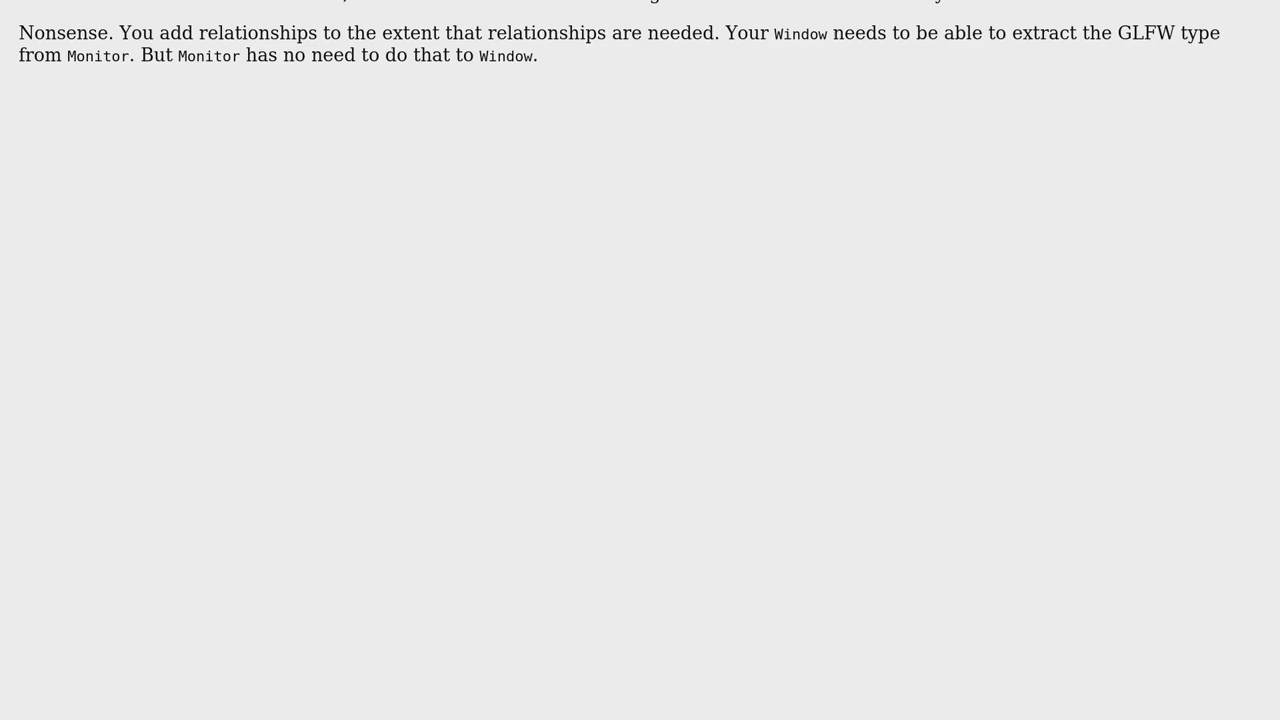 Nonsense. You add relationships to the extent that relationships are needed. Your Window needs to be able to extract the GLFW type
from Monitor. But Monitor has no need to do that to Window.